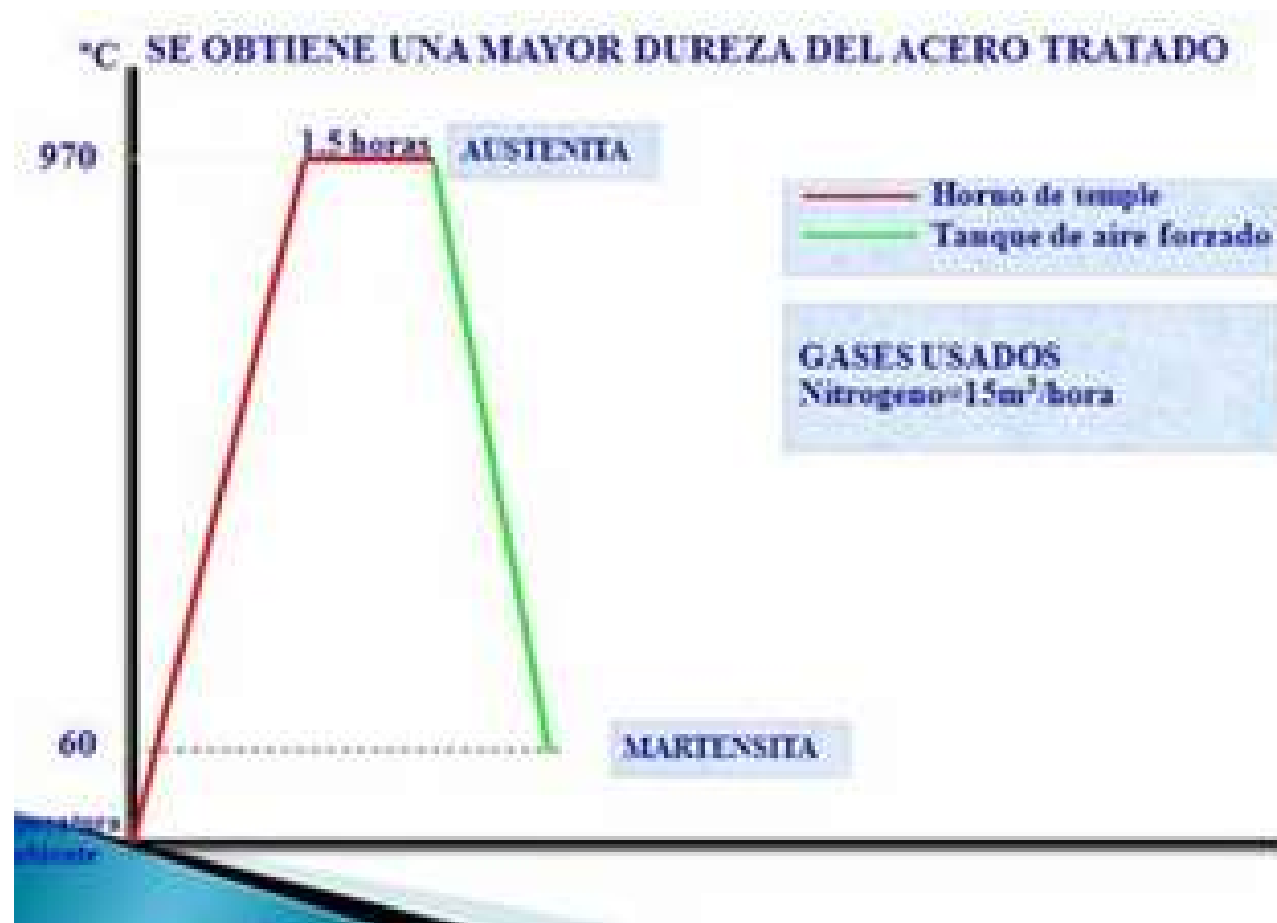 °C SE OBTIENE UNA MAYOR DUREZA DEL ACERO TRATADO
970
1.5 horas
AUSTENITA
Horno de temple
Tanque de aire forzado
GASES USADOS
Nitrogeno=15m³/hora
60
MARTENSITA